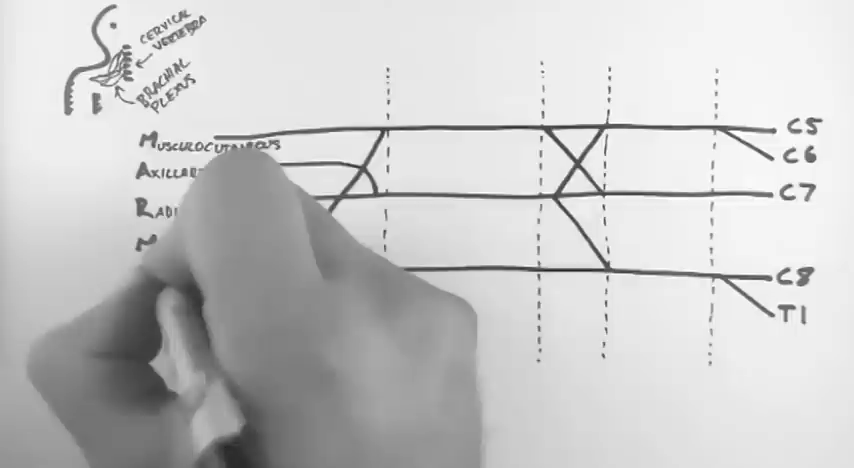 CERVICAL
VERTEBRA
BRACHIAL
PLEXUS
MUSCULOCUTANEOUS
C5
C6
C7
C8
T1